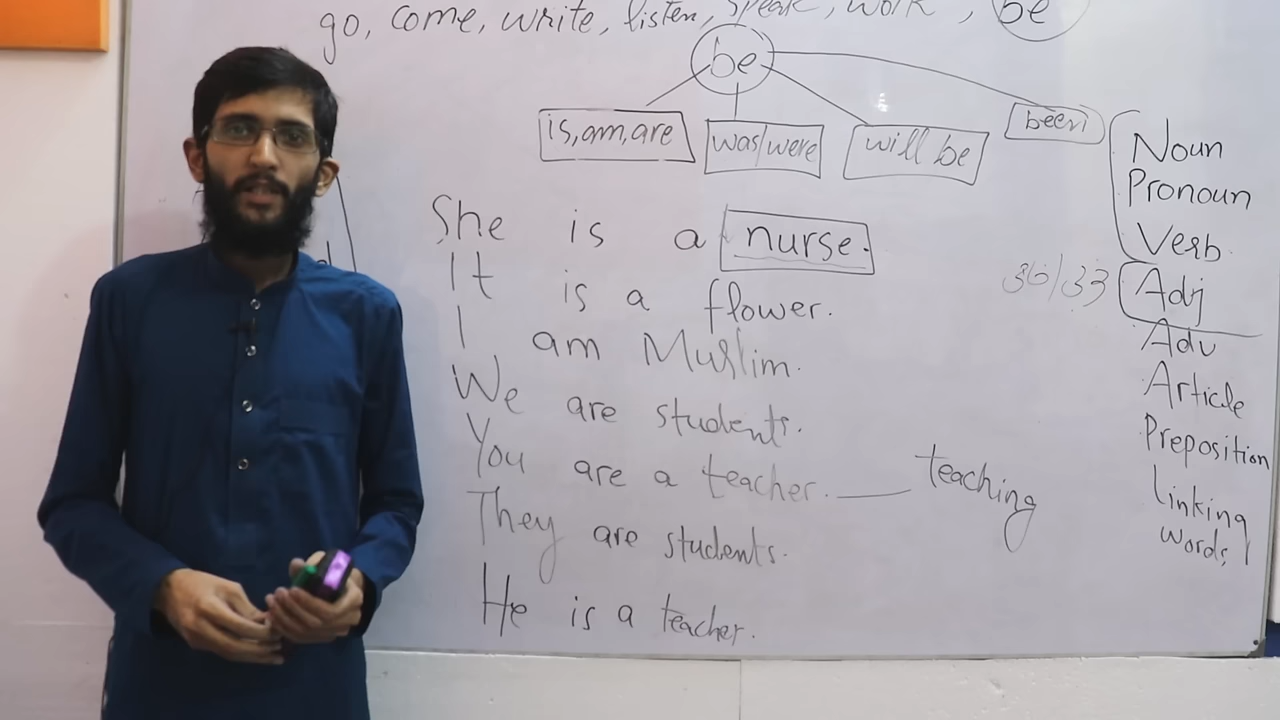 go, come, write, listen, speak, work, be
be
is, am, are
was/were
will be
been
She is a nurse.
It is a flower.
I am Muslim.
We are students.
You are a teacher. — teaching
They are students.
He is a teacher.
Noun
Pronoun
Verb
36/33 Adj
Adv
Article
Preposition
Linking
words